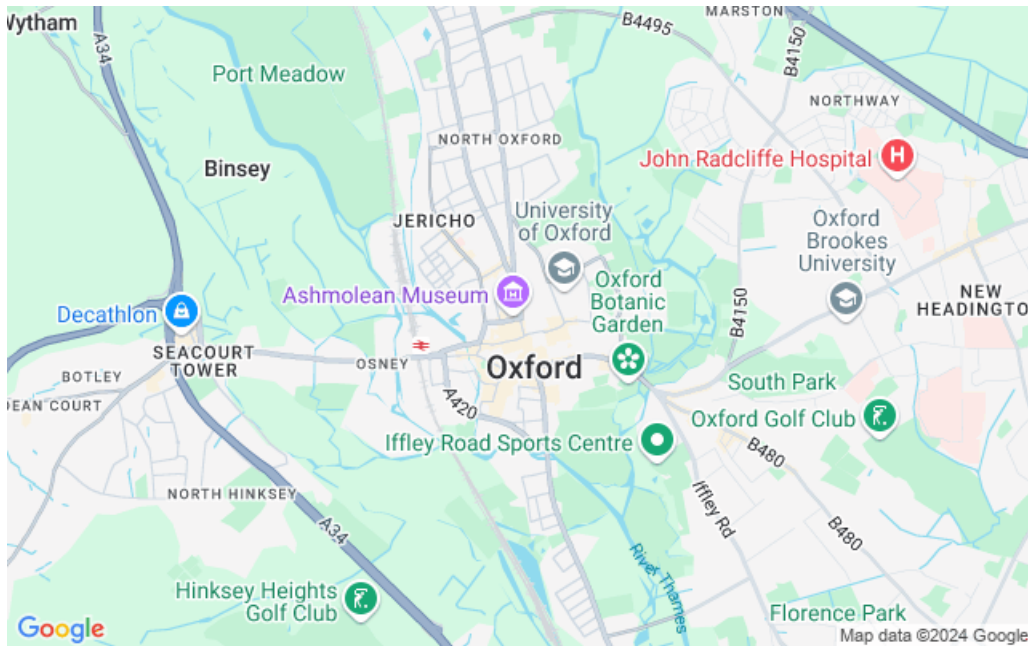 Wytham
A34
B4495
MARSTON
B4150
Port Meadow
NORTHWAY
NORTH OXFORD
John Radcliffe Hospital
H
Binsey
JERICHO
University
of Oxford
Oxford
Brookes
University
Ashmolean Museum
Oxford
Botanic
Garden
B4150
NEW
HEADINGTO
Decathlon
SEACOURT
TOWER
OSNEY
Oxford
BOTLEY
DEAN COURT
A420
South Park
Oxford Golf Club
Iffley Road Sports Centre
B480
NORTH HINKSEY
A34
Iffley Rd
B480
River Thames
Hinksey Heights
Golf Club
Florence Park
Google
Map data ©2024 Google